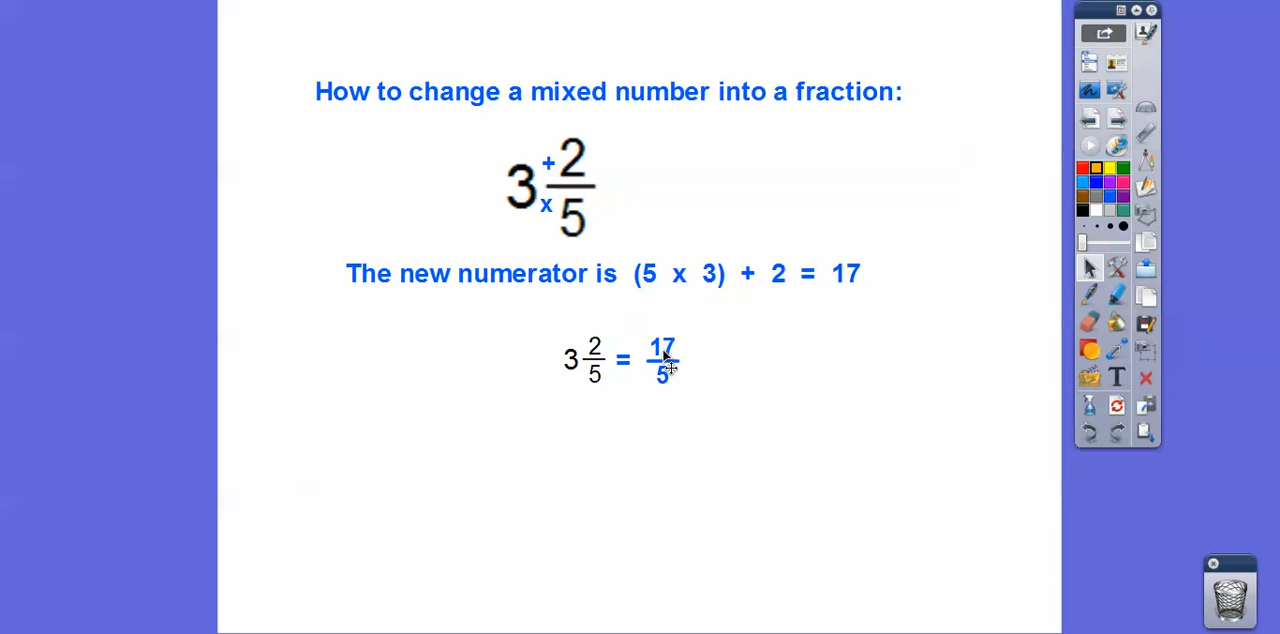 How to change a mixed number into a fraction:
3 + 2
x 5
The new numerator is (5 x 3) + 2 = 17
3 2/5 = 17/5
T